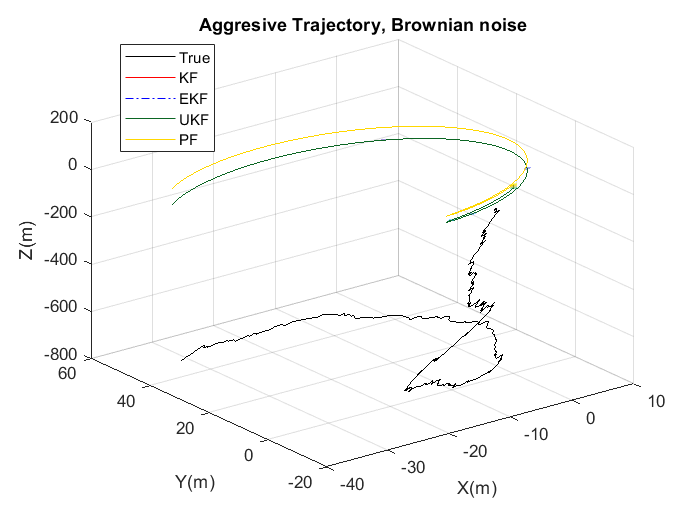 Aggresive Trajectory, Brownian noise
True
KF
EKF
UKF
PF
200
0
-200
-400
-600
-800
Z(m)
60
40
20
0
-20
Y(m)
-40
-30
-20
-10
0
10
X(m)